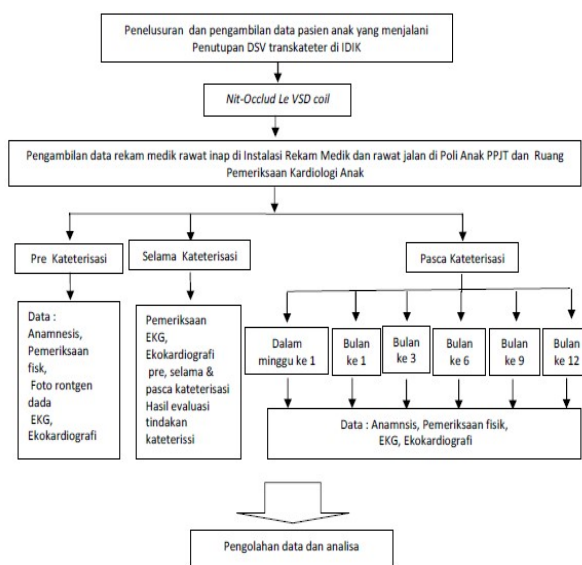 Penelusuran dan pengambilan data pasien anak yang menjalani
Penutupan DSV transkateter di IDIK
Nit-Occlud Le VSD coil
Pengambilan data rekam medik rawat inap di Instalasi Rekam Medik dan rawat jalan di Poli Anak PPJT dan Ruang
Pemeriksaan Kardiologi Anak
Pre Kateterisasi
Selama Kateterisasi
Pasca Kateterisasi
Data :
Anamnesis,
Pemeriksaan
fisk,
Foto rontgen
dada
EKG,
Ekokardiografi
Pemeriksaan
EKG,
Ekokardiografi
pre, selama &
pasca kateterisasi
Hasil evaluasi
tindakan
kateterissi
Dalam
minggu ke 1
Bulan
ke 1
Bulan
ke 3
Bulan
ke 6
Bulan
ke 9
Bulan
ke 12
Data : Anamnsis, Pemeriksaan fisik,
EKG, Ekokardiografi
Pengolahan data dan analisa